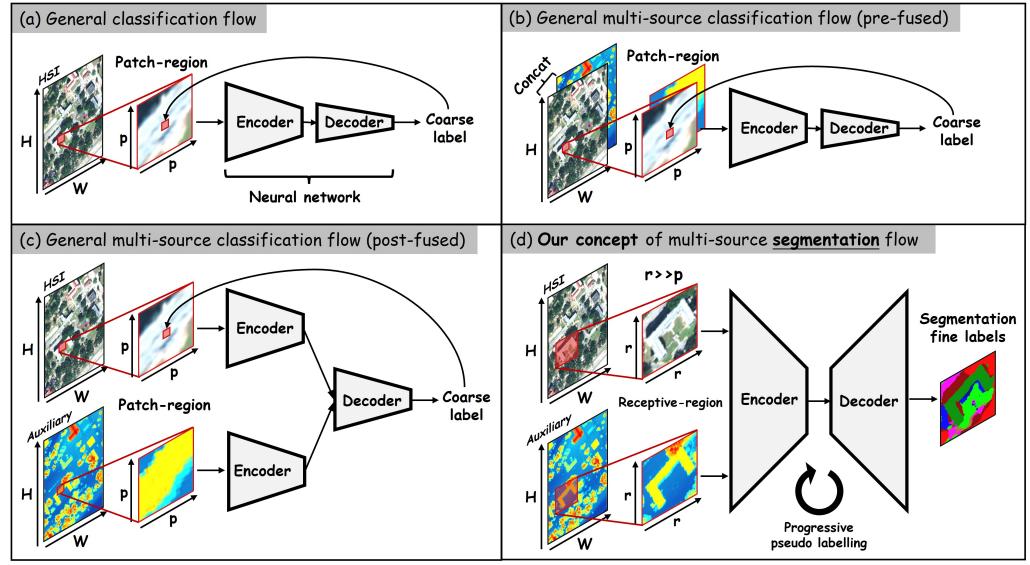 (a) General classification flow
HSI
Patch-region
H
W
p
p
Encoder
Decoder
Coarse
label
Neural network
(b) General multi-source classification flow (pre-fused)
Concat
Patch-region
H
W
p
p
Encoder
Decoder
Coarse
label
(c) General multi-source classification flow (post-fused)
HSI
H
W
p
p
Encoder
Patch-region
Auxiliary
H
W
p
p
Encoder
Decoder
Coarse
label
(d) Our concept of multi-source segmentation flow
HSI
r>>p
H
W
r
r
Receptive-region
Auxiliary
H
W
r
r
Encoder
Decoder
Segmentation
fine labels
Progressive
pseudo labelling